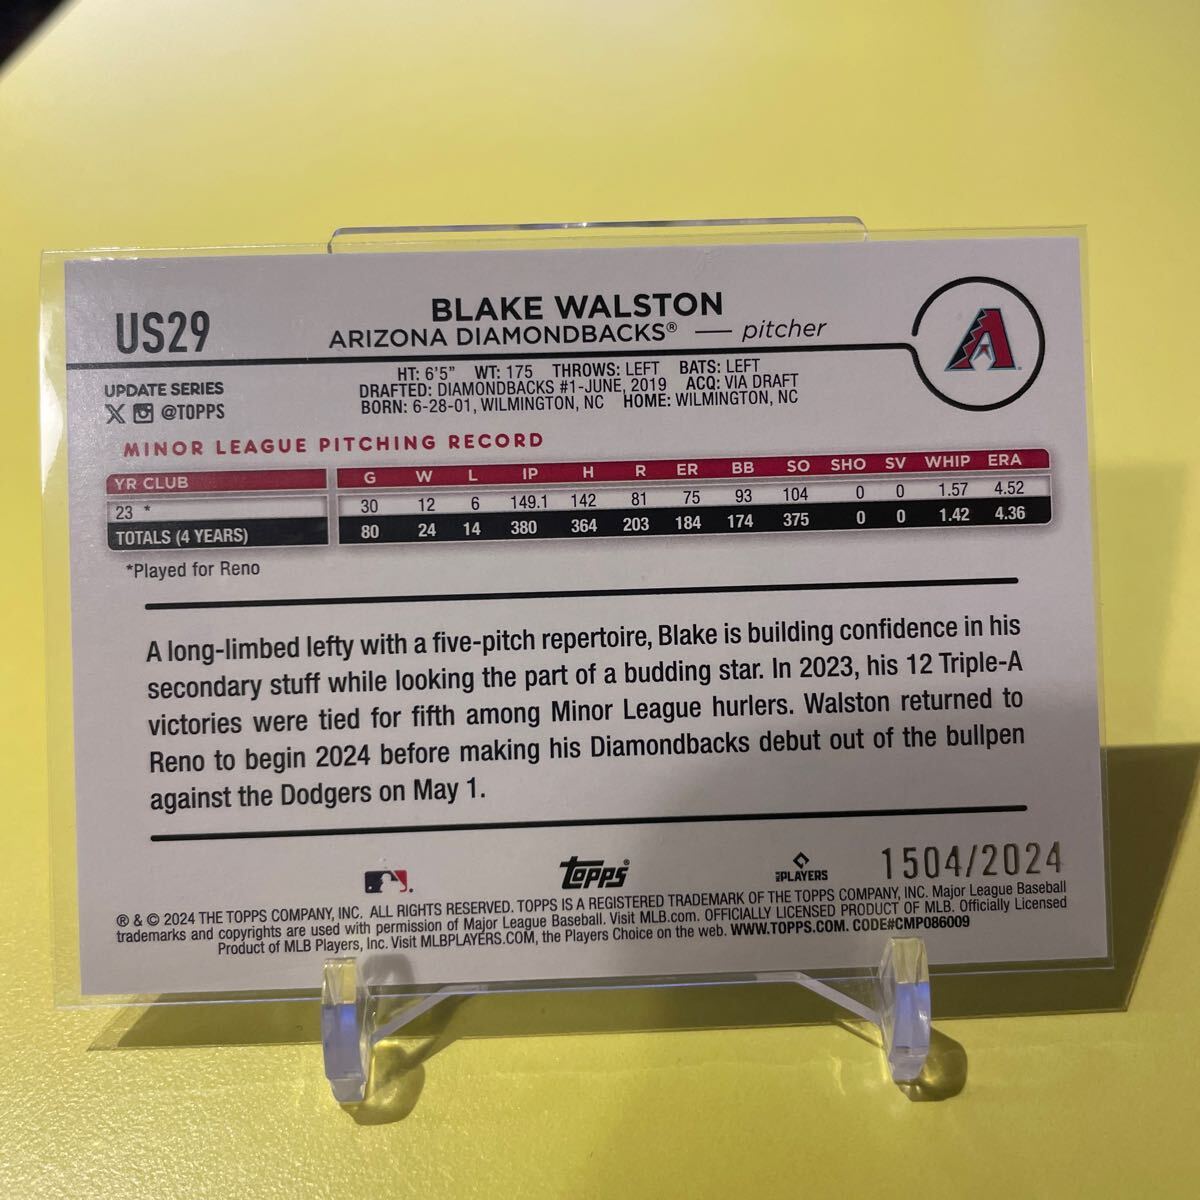 US29
BLAKE WALSTON
ARIZONA DIAMONDBACKS® — pitcher
UPDATE SERIES
@TOPPS
HT: 6'5" WT: 175 THROWS: LEFT BATS: LEFT
DRAFTED: DIAMONDBACKS #1-JUNE, 2019 ACQ: VIA DRAFT
BORN: 6-28-01, WILMINGTON, NC HOME: WILMINGTON, NC
MINOR LEAGUE PITCHING RECORD
YR CLUB G W L IP H R ER BB SO SHO SV WHIP ERA
23 * 30 12 6 149.1 142 81 75 93 104 0 0 1.57 4.52
TOTALS (4 YEARS) 80 24 14 380 364 203 184 174 375 0 0 1.42 4.36
*Played for Reno
A long-limbed lefty with a five-pitch repertoire, Blake is building confidence in his
secondary stuff while looking the part of a budding star. In 2023, his 12 Triple-A
victories were tied for fifth among Minor League hurlers. Walston returned to
Reno to begin 2024 before making his Diamondbacks debut out of the bullpen
against the Dodgers on May 1.
topps®
MLB PLAYERS
1504/2024
® & © 2024 THE TOPPS COMPANY, INC. ALL RIGHTS RESERVED. TOPPS IS A REGISTERED TRADEMARK OF THE TOPPS COMPANY, INC. Major League Baseball
trademarks and copyrights are used with permission of Major League Baseball. Visit MLB.com. OFFICIALLY LICENSED PRODUCT OF MLB. Officially Licensed
Product of MLB Players, Inc. Visit MLBPLAYERS.COM, the Players Choice on the web. WWW.TOPPS.COM. CODE#CMP086009